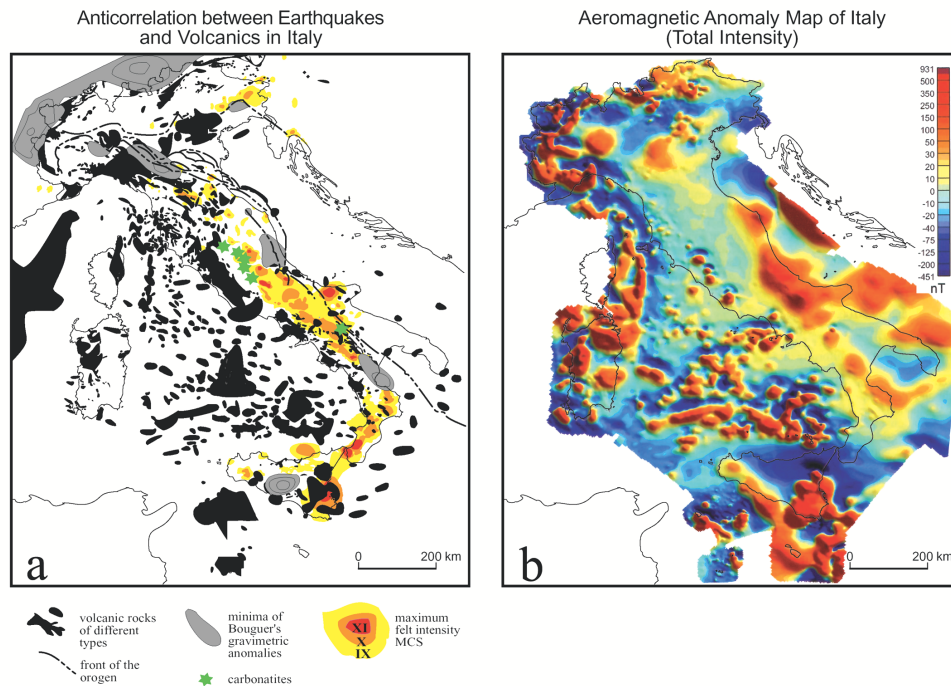 Anticorrelation between Earthquakes
and Volcanics in Italy
Aeromagnetic Anomaly Map of Italy
(Total Intensity)
931
500
350
250
150
50
30
20
10
0
-20
-40
-75
-125
-200
-451
nT
a
0 200 km
b
0 200 km
volcanic rocks
of different
types
front of the
orogen
minima of
Bouguer's
gravimetric
anomalies
carbonatites
XI
X
IX
maximum
felt intensity
MCS